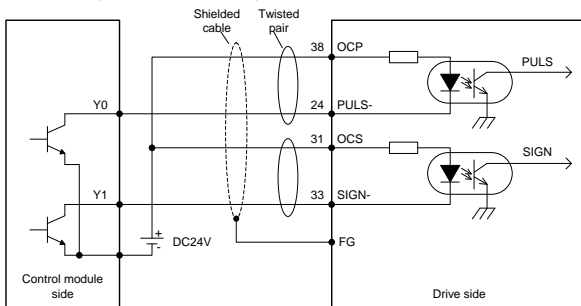 Shielded
cable
Twisted
pair
38 OCP
PULS
Y0
24 PULS-
31 OCS
SIGN
Y1
33 SIGN-
+
-
DC24V
FG
Control module
side
Drive side